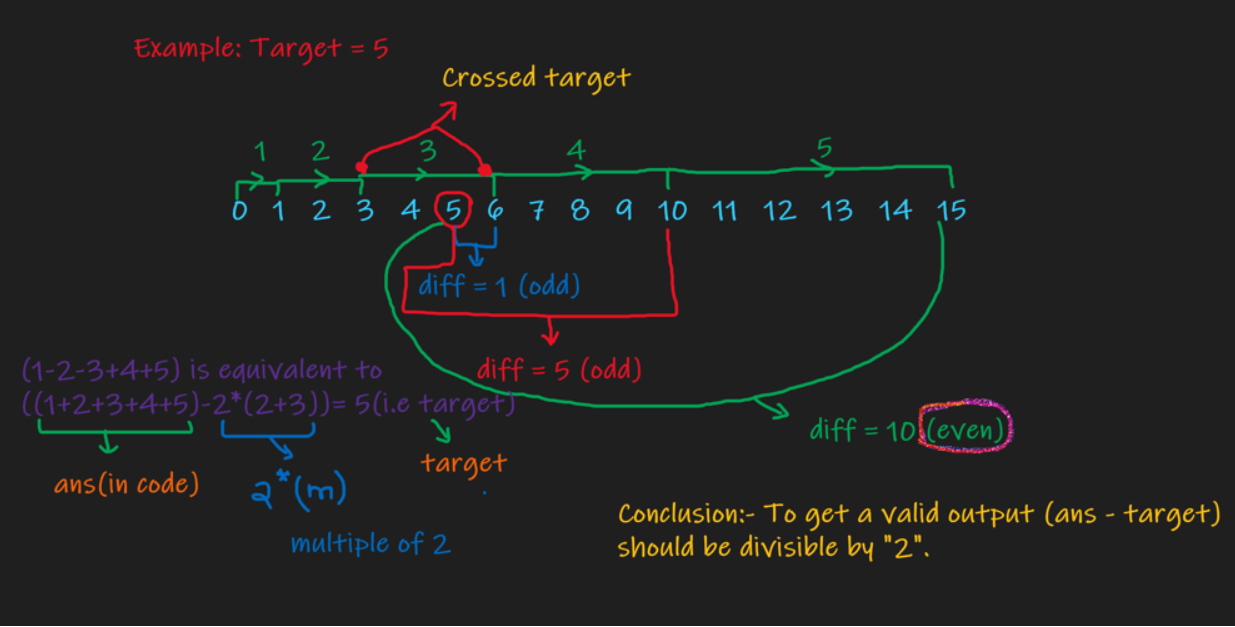 Example: Target = 5
Crossed target
1 2 3 4 5
0 1 2 3 4 5 6 7 8 9 10 11 12 13 14 15
diff = 1 (odd)
diff = 5 (odd)
(1-2-3+4+5) is equivalent to
((1+2+3+4+5)-2*(2+3))= 5(i.e target)
diff = 10 (even)
target
ans(in code)
2*(m)
multiple of 2
Conclusion:- To get a valid output (ans - target)
should be divisible by "2".